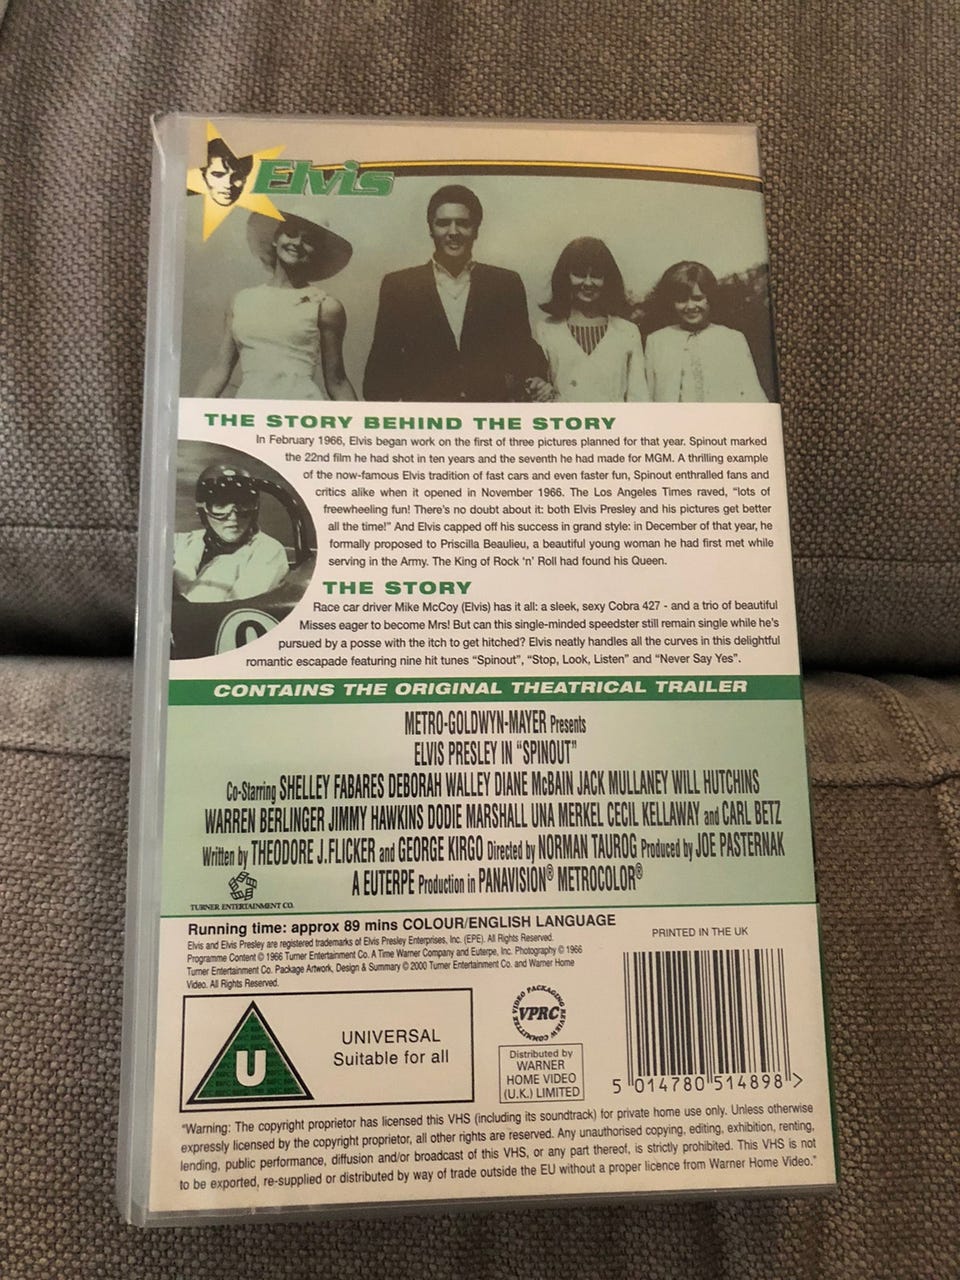 Elvis
THE STORY BEHIND THE STORY
In February 1966, Elvis began work on the first of three pictures planned for that year. Spinout marked
the 22nd film he had shot in ten years and the seventh he had made for MGM. A thrilling example
of the now-famous Elvis tradition of fast cars and even faster fun, Spinout enthralled fans and
critics alike when it opened in November 1966. The Los Angeles Times raved, “lots of
freewheeling fun! There’s no doubt about it: both Elvis Presley and his pictures get better
all the time!” And Elvis capped off his success in grand style: in December of that year, he
formally proposed to Priscilla Beaulieu, a beautiful young woman he had first met while
serving in the Army. The King of Rock ‘n’ Roll had found his Queen.
THE STORY
Race car driver Mike McCoy (Elvis) has it all: a sleek, sexy Cobra 427 - and a trio of beautiful
Misses eager to become Mrs! But can this single-minded speedster still remain single while he’s
pursued by a posse with the itch to get hitched? Elvis neatly handles all the curves in this delightful
romantic escapade featuring nine hit tunes “Spinout”, “Stop, Look, Listen” and “Never Say Yes”.
CONTAINS THE ORIGINAL THEATRICAL TRAILER
METRO-GOLDWYN-MAYER Presents
ELVIS PRESLEY IN “SPINOUT”
Co-Starring SHELLEY FABARES DEBORAH WALLEY DIANE McBAIN JACK MULLANEY WILL HUTCHINS
WARREN BERLINGER JIMMY HAWKINS DODIE MARSHALL UNA MERKEL CECIL KELLAWAY and CARL BETZ
Written by THEODORE J.FLICKER and GEORGE KIRGO Directed by NORMAN TAUROG Produced by JOE PASTERNAK
A EUTERPE Production in PANAVISION® METROCOLOR®
TURNER ENTERTAINMENT CO.
Running time: approx 89 mins COLOUR/ENGLISH LANGUAGE
Elvis and Elvis Presley are registered trademarks of Elvis Presley Enterprises, Inc. (EPE). All Rights Reserved.
Programme Content © 1966 Turner Entertainment Co. A Time Warner Company and Euterpe, Inc. Photography © 1966
Turner Entertainment Co. Package Artwork, Design & Summary © 2000 Turner Entertainment Co. and Warner Home
Video. All Rights Reserved.
PRINTED IN THE UK
U
UNIVERSAL
Suitable for all
VIDEO PACKAGING REVIEW COMMITTEE
VPRC
Distributed by
WARNER
HOME VIDEO
(U.K.) LIMITED
5 014780 514898 >
“Warning: The copyright proprietor has licensed this VHS (including its soundtrack) for private home use only. Unless otherwise
expressly licensed by the copyright proprietor, all other rights are reserved. Any unauthorised copying, editing, exhibition, renting,
lending, public performance, diffusion and/or broadcast of this VHS, or any part thereof, is strictly prohibited. This VHS is not
to be exported, re-supplied or distributed by way of trade outside the EU without a proper licence from Warner Home Video.”